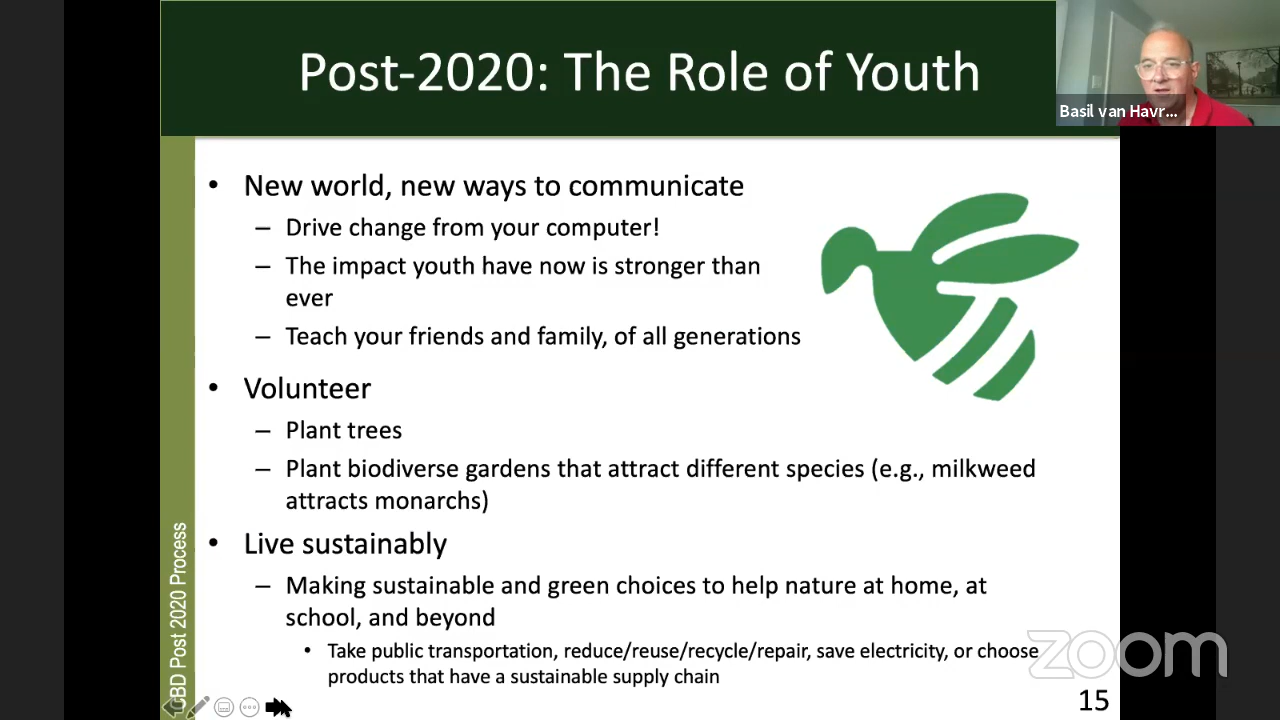 Post-2020: The Role of Youth
Basil van Havr...
• New world, new ways to communicate
– Drive change from your computer!
– The impact youth have now is stronger than
ever
– Teach your friends and family, of all generations
• Volunteer
– Plant trees
– Plant biodiverse gardens that attract different species (e.g., milkweed
attracts monarchs)
• Live sustainably
– Making sustainable and green choices to help nature at home, at
school, and beyond
• Take public transportation, reduce/reuse/recycle/repair, save electricity, or choose
products that have a sustainable supply chain
CBD Post 2020 Process
zoom
15